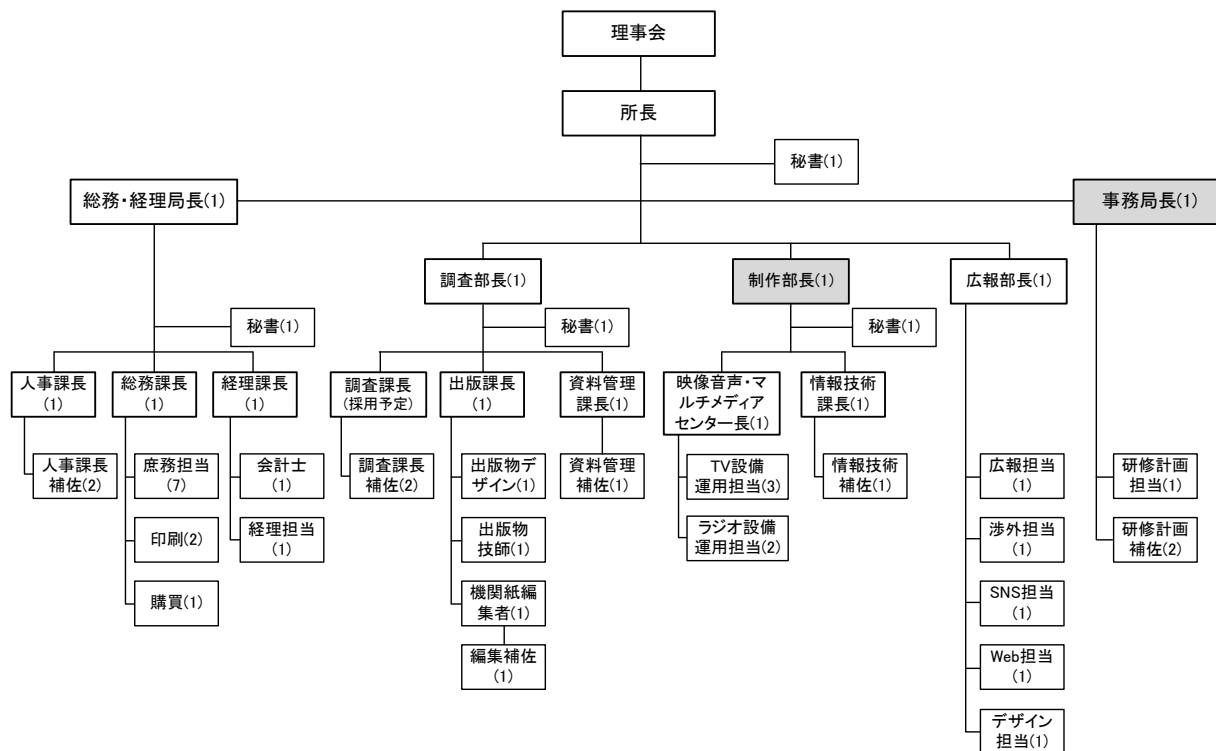 理事会
所長
秘書(1)
総務・経理局長(1)
事務局長(1)
調査部長(1)
制作部長(1)
広報部長(1)
秘書(1)
秘書(1)
秘書(1)
人事課長
(1)
総務課長
(1)
経理課長
(1)
調査課長
(採用予定)
出版課長
(1)
資料管理
課長(1)
映像音声・マ
ルチメディア
センター長(1)
情報技術
課長(1)
人事課長
補佐(2)
庶務担当
(7)
会計士
(1)
調査課長
補佐(2)
出版物デ
ザイン(1)
資料管理
補佐(1)
TV設備
運用担当(3)
情報技術
補佐(1)
広報担当
(1)
研修計画
担当(1)
印刷(2)
経理担当
(1)
出版物
技師(1)
ラジオ設備
運用担当(2)
渉外担当
(1)
研修計画
補佐(2)
購買(1)
機関紙編
集者(1)
SNS担当
(1)
編集補佐
(1)
Web担当
(1)
デザイン
担当(1)